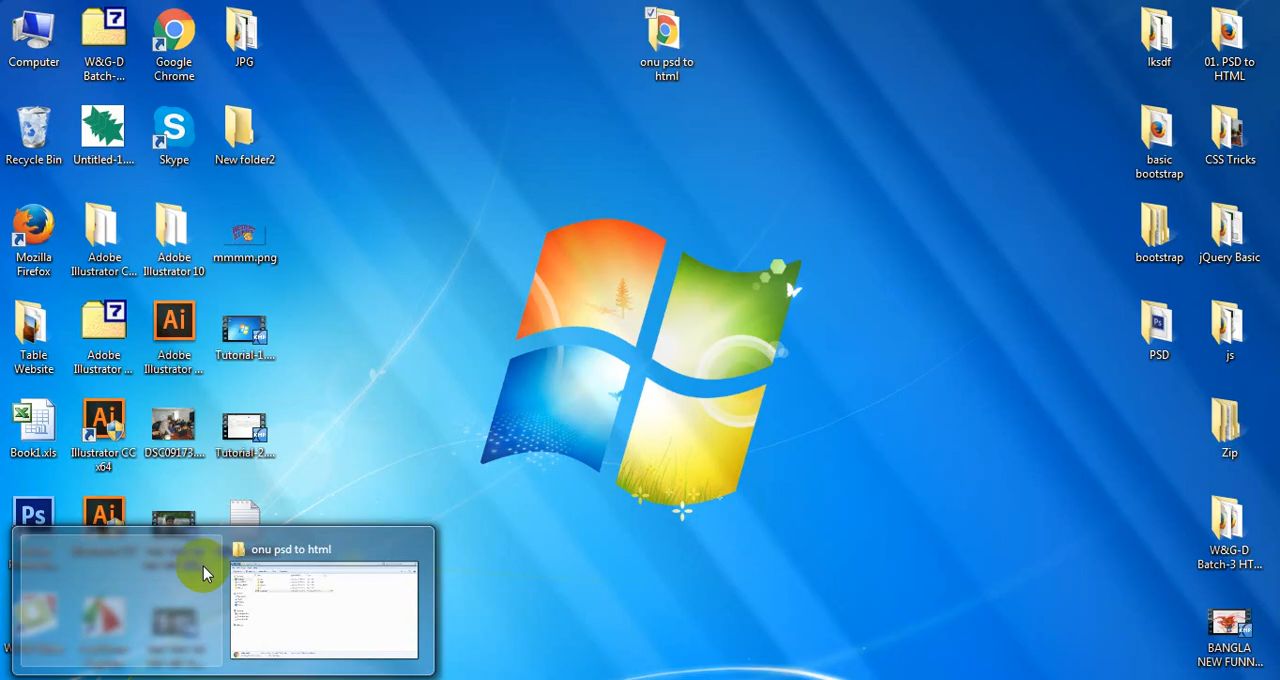 Computer
W&G-D
Batch-...
Google
Chrome
JPG
onu psd to
html
lksdf
01. PSD to
HTML
Recycle Bin
Untitled-1....
Skype
New folder2
basic
bootstrap
CSS Tricks
Mozilla
Firefox
Adobe
Illustrator C...
Adobe
Illustrator 10
mmmm.png
bootstrap
jQuery Basic
Table
Website
Adobe
Illustrator ...
Adobe
Illustrator ...
Tutorial-1....
PSD
js
Book1.xls
Illustrator CC
x64
DSC09173....
Tutorial-2....
Zip
onu psd to html
W&G-D
Batch-3 HT...
BANGLA
NEW FUNN...